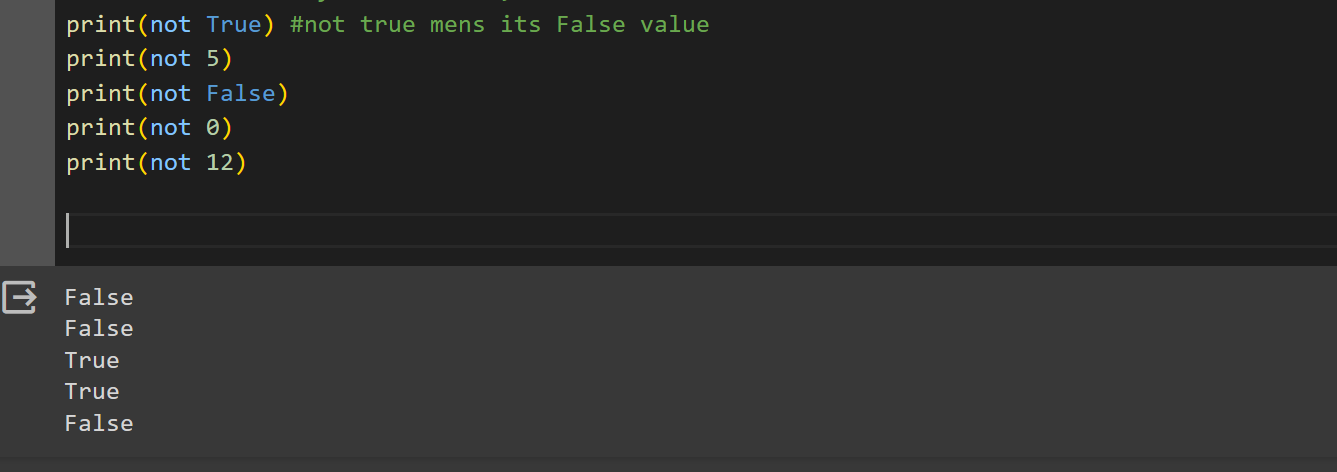 print(not True) #not true mens its False value
print(not 5)
print(not False)
print(not 0)
print(not 12)
False
False
True
True
False